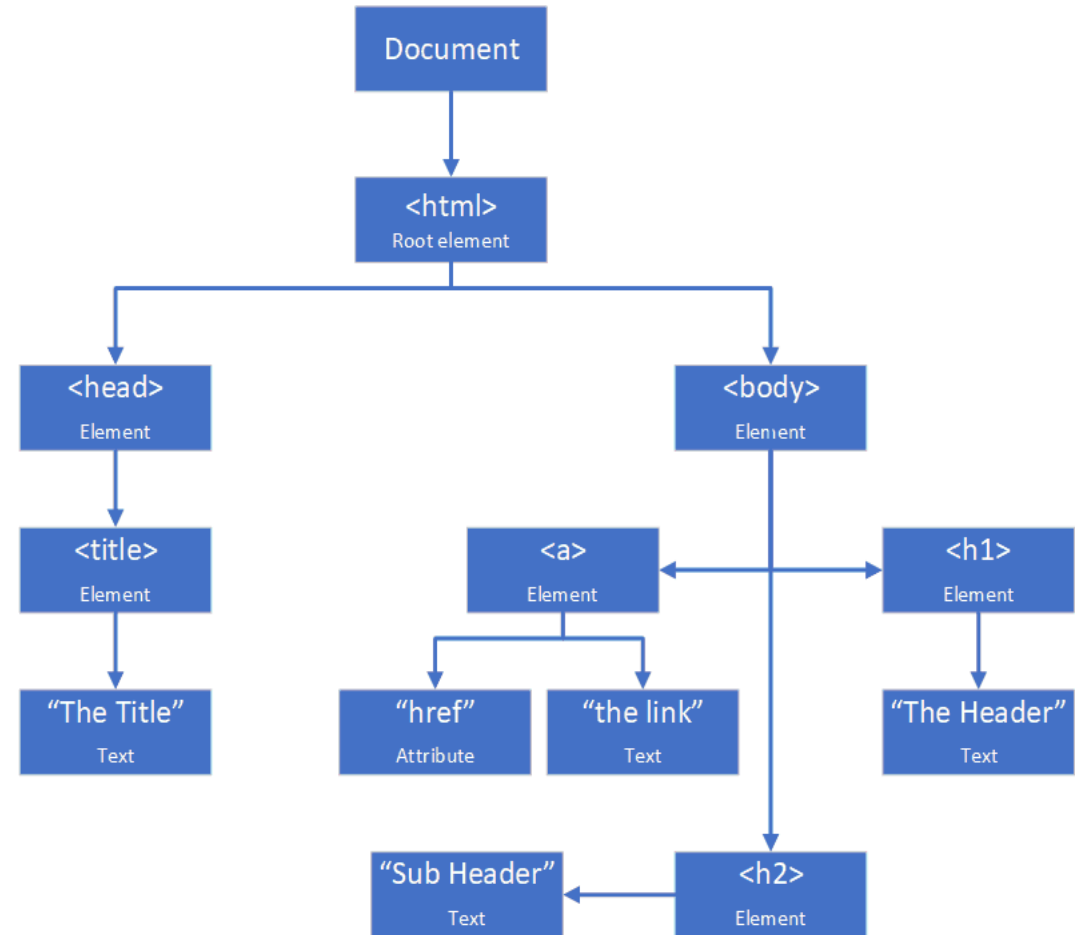 Document
<html>
Root element
<head>
Element
<body>
Element
<title>
Element
<a>
Element
<h1>
Element
“The Title”
Text
“href”
Attribute
“the link”
Text
“The Header”
Text
“Sub Header”
Text
<h2>
Element